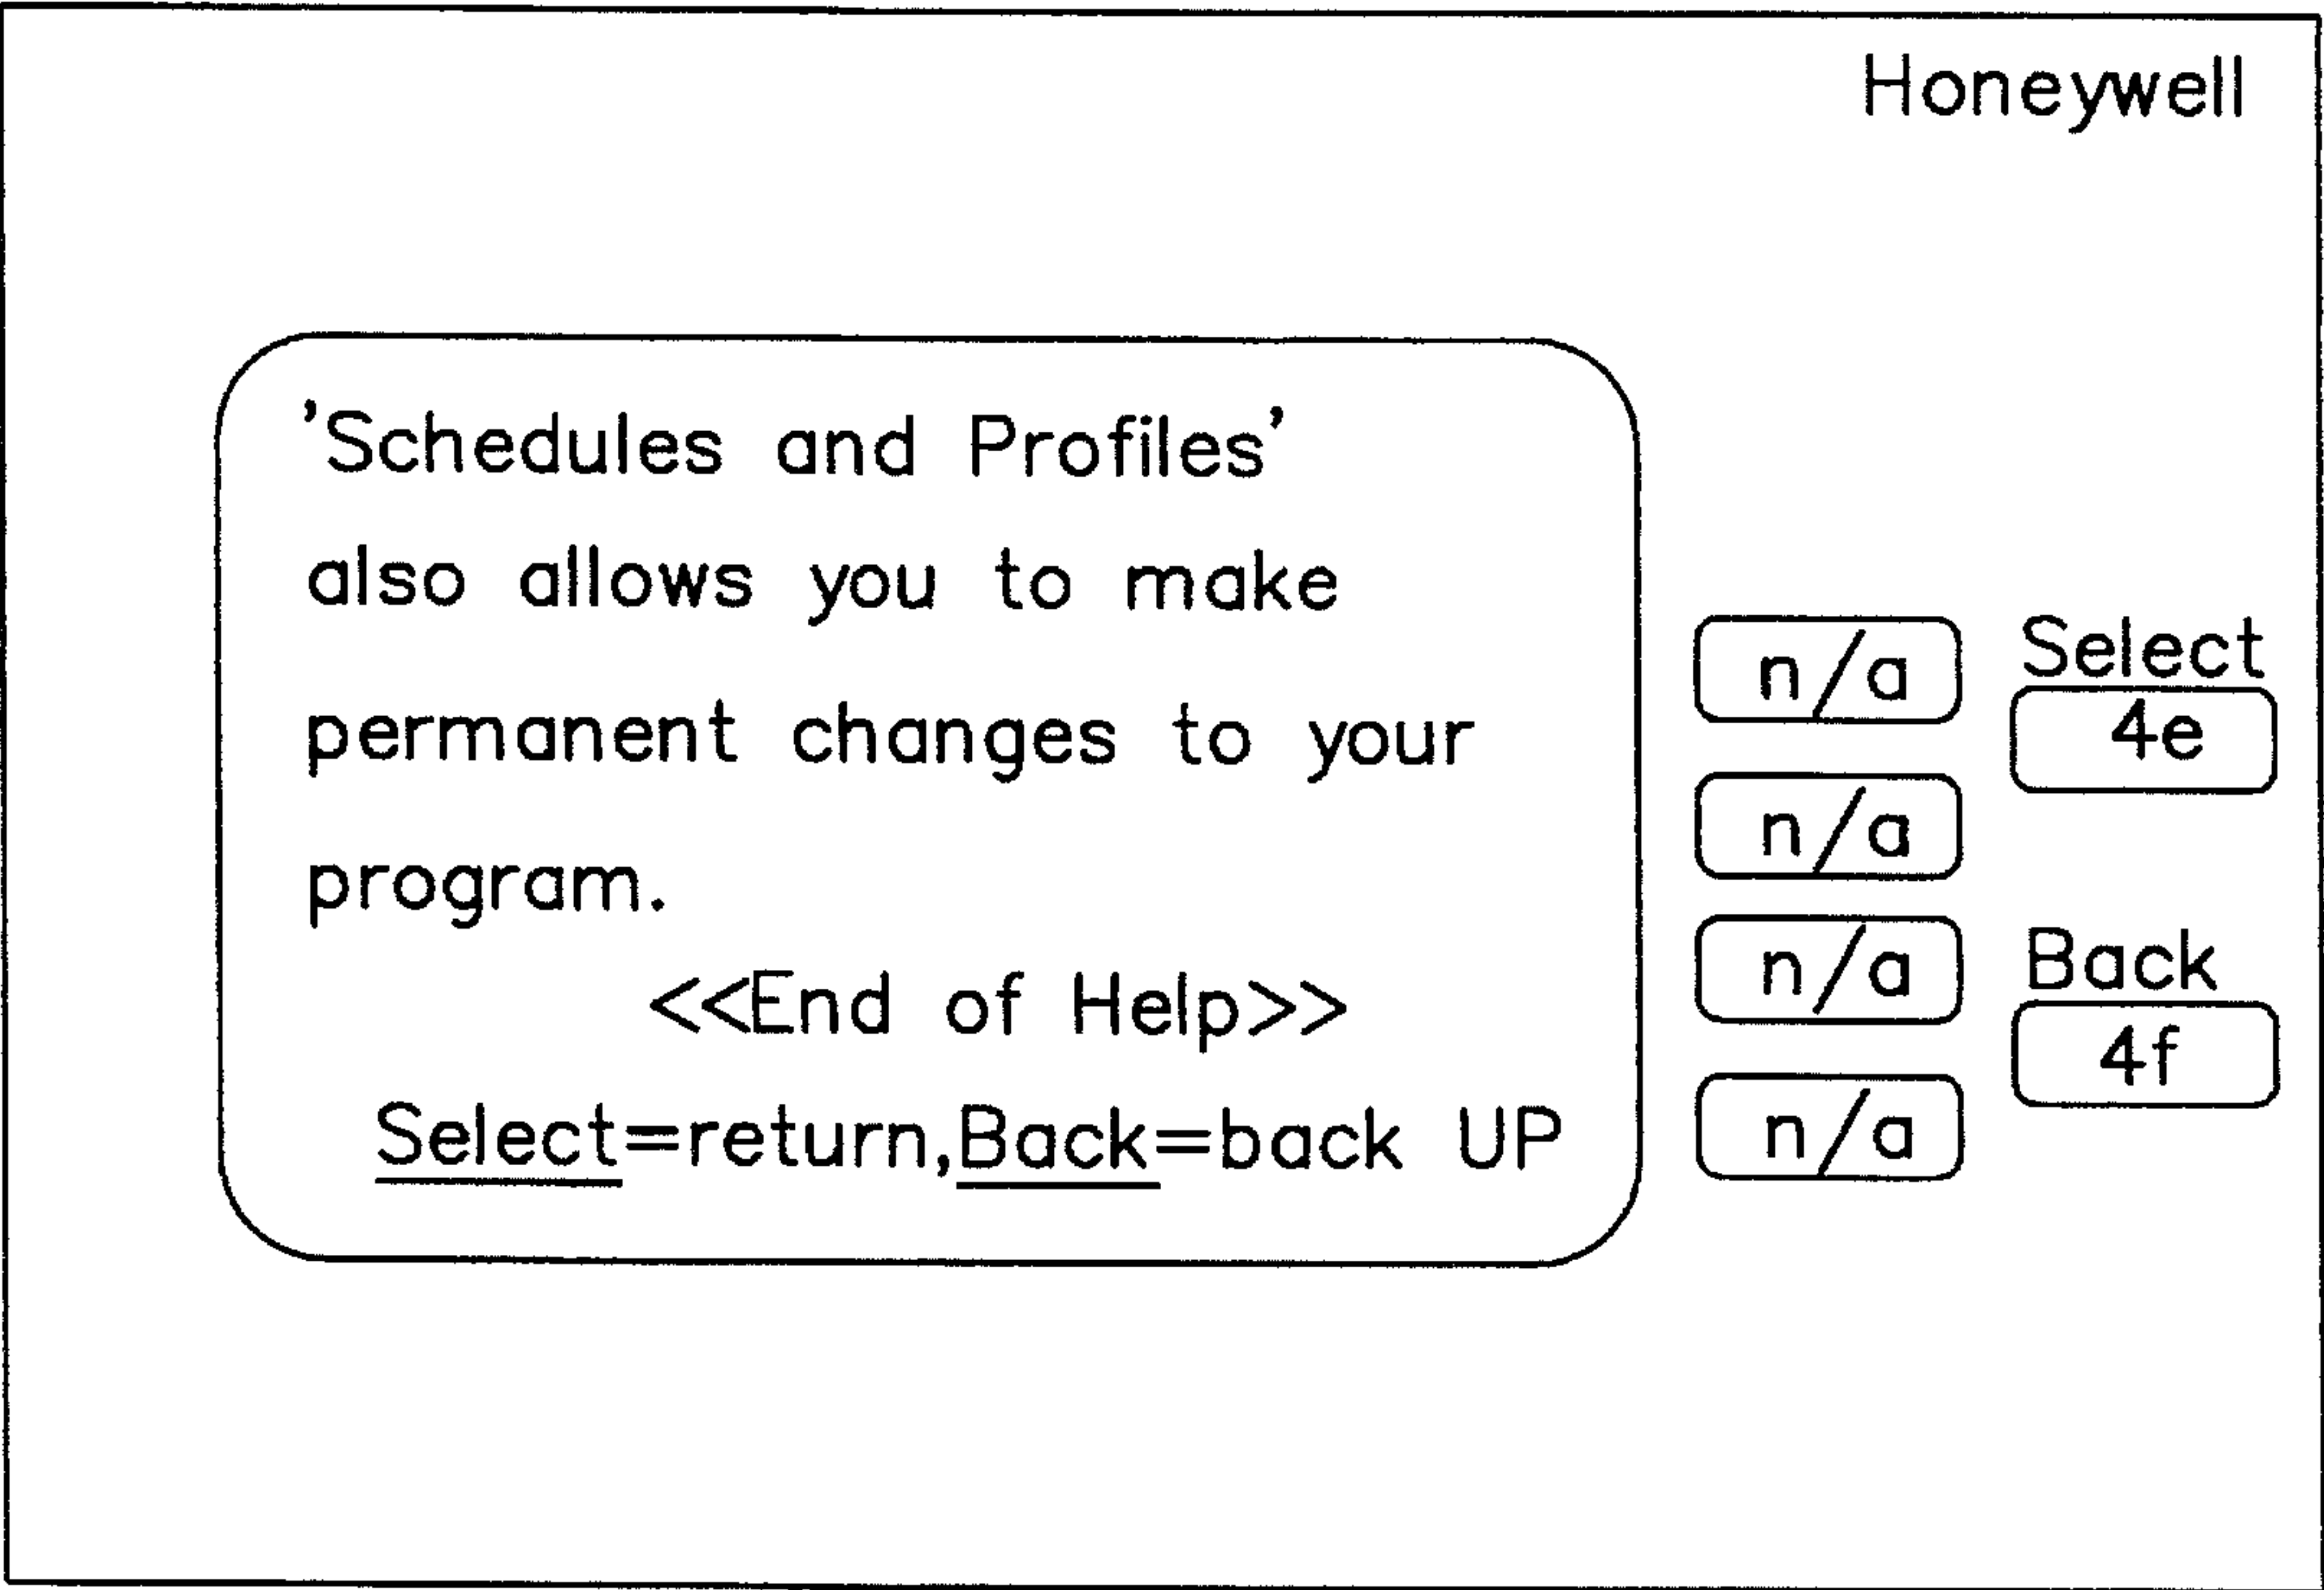 Honeywell
'Schedules and Profiles'
also allows you to make
permanent changes to your
program.
<<End of Help>>
Select=return,Back=back UP
n/a
Select
4e
n/a
n/a
Back
4f
n/a